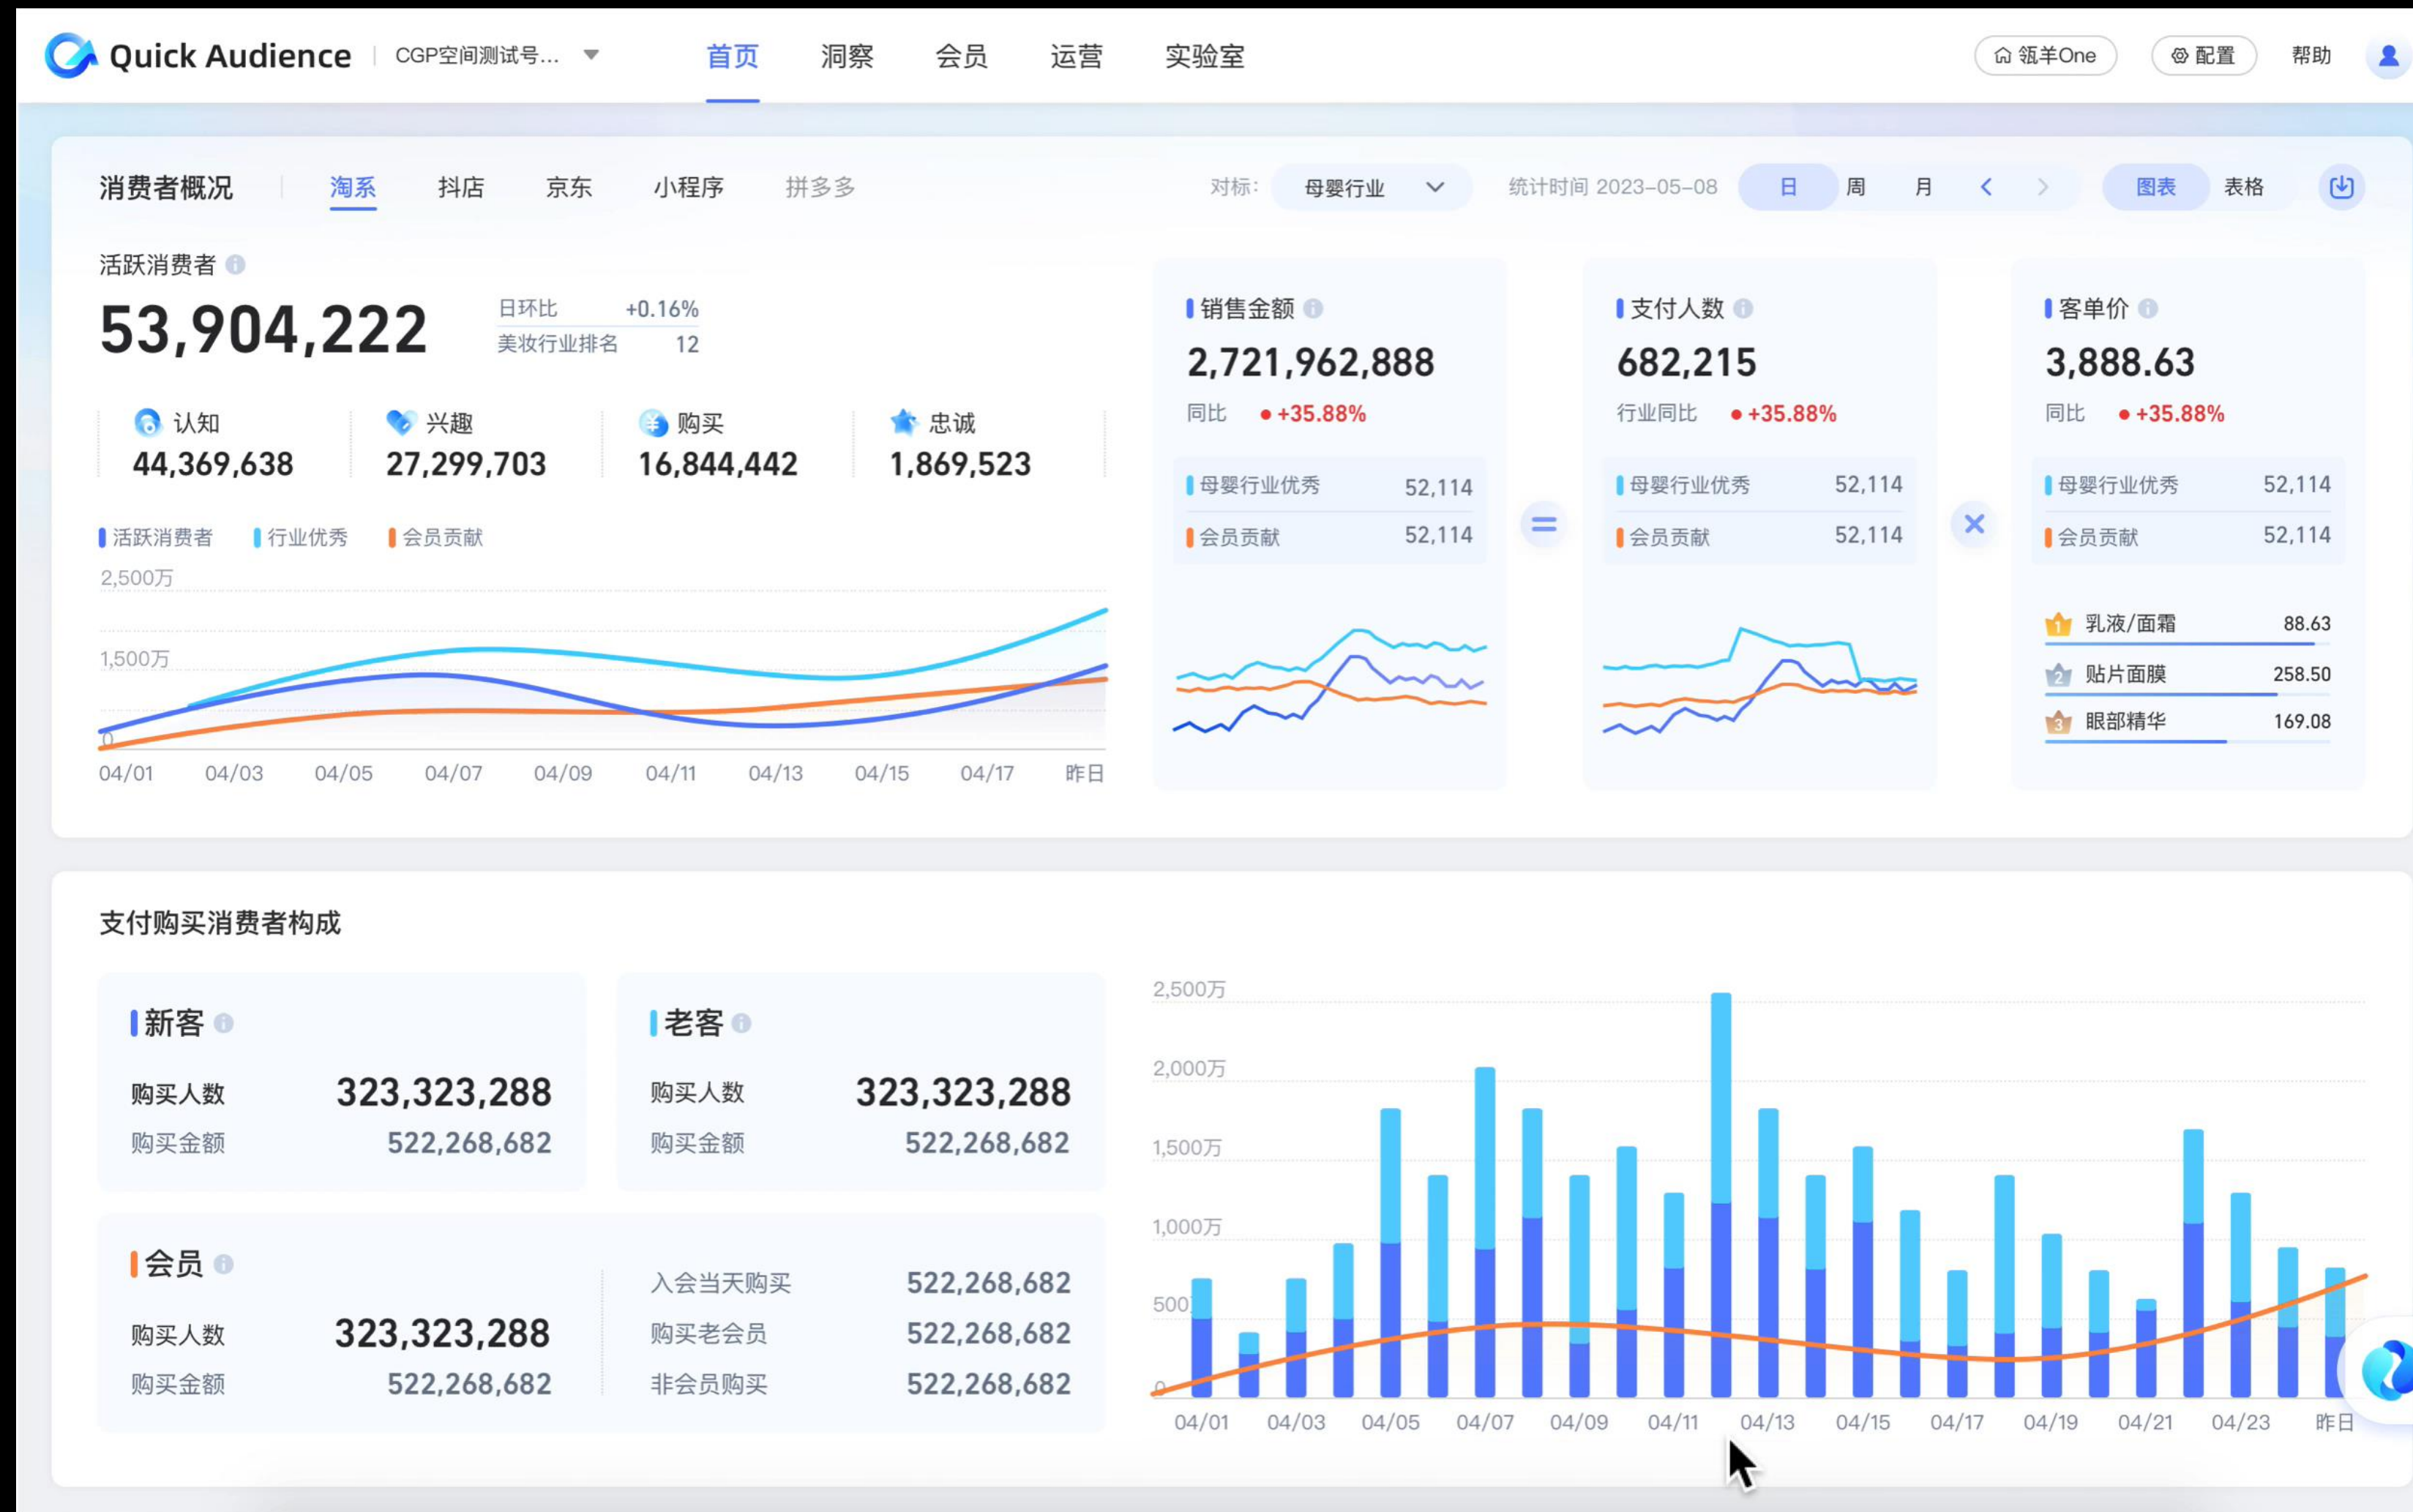 Quick Audience CGP空间测试号... 首页 洞察 会员 运营 实验室 瓴羊One 配置 帮助
消费者概况 淘系 抖店 京东 小程序 拼多多 对标: 母婴行业 统计时间 2023-05-08 日 周 月 图表 表格
活跃消费者
53,904,222
日环比 +0.16%
美妆行业排名 12
认知 兴趣 购买 忠诚
44,369,638 27,299,703 16,844,442 1,869,523
活跃消费者 行业优秀 会员贡献
2,500万
1,500万
0
04/01 04/03 04/05 04/07 04/09 04/11 04/13 04/15 04/17 昨日
销售金额
2,721,962,888
同比 +35.88%
母婴行业优秀 52,114
会员贡献 52,114
=
支付人数
682,215
行业同比 +35.88%
母婴行业优秀 52,114
会员贡献 52,114
×
客单价
3,888.63
同比 +35.88%
母婴行业优秀 52,114
会员贡献 52,114
1 乳液/面霜 88.63
2 贴片面膜 258.50
3 眼部精华 169.08
支付购买消费者构成
新客
购买人数 323,323,288
购买金额 522,268,682
老客
购买人数 323,323,288
购买金额 522,268,682
会员
购买人数 323,323,288
购买金额 522,268,682
入会当天购买 522,268,682
购买老会员 522,268,682
非会员购买 522,268,682
2,500万
2,000万
1,500万
1,000万
500
0
04/01 04/03 04/05 04/07 04/09 04/11 04/13 04/15 04/17 04/19 04/21 04/23 昨日